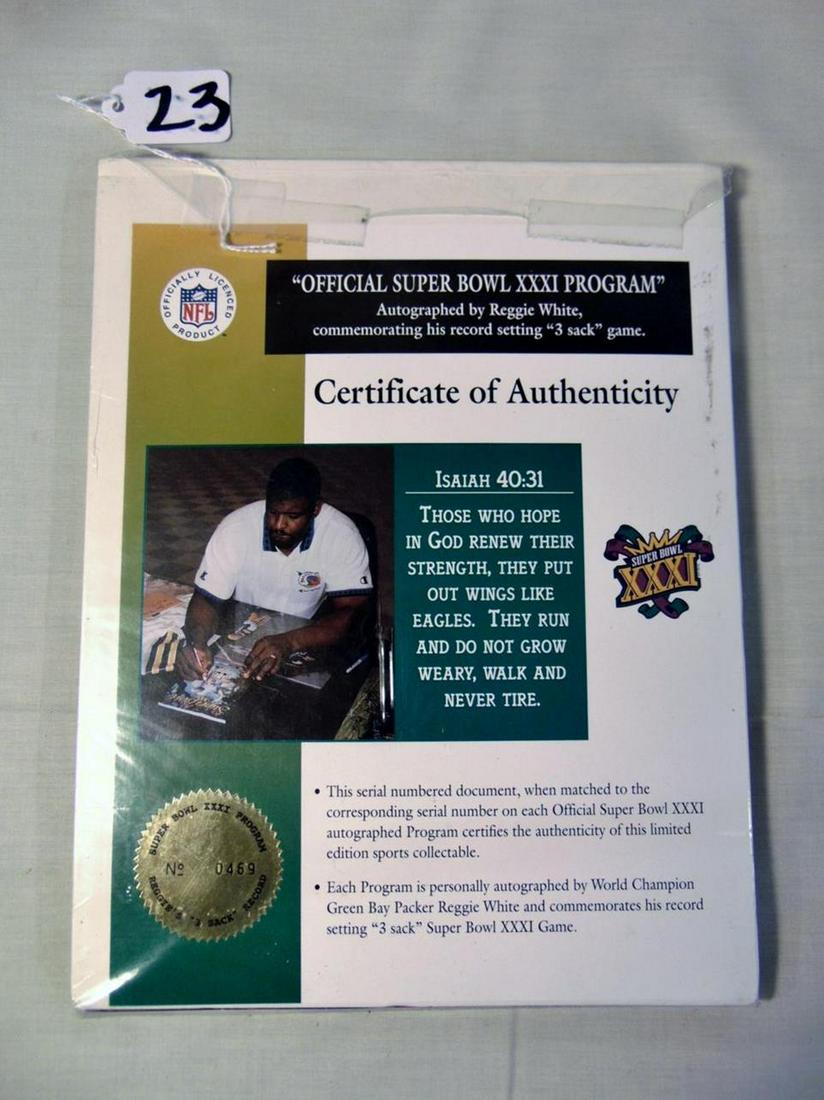 23
“OFFICIAL SUPER BOWL XXXI PROGRAM”
Autographed by Reggie White,
commemorating his record setting “3 sack” game.
OFFICIALLY LICENCED
NFL
PRODUCT
Certificate of Authenticity
ISAIAH 40:31
THOSE WHO HOPE
IN GOD RENEW THEIR
STRENGTH, THEY PUT
OUT WINGS LIKE
EAGLES. THEY RUN
AND DO NOT GROW
WEARY, WALK AND
NEVER TIRE.
SUPER BOWL
XXXI
• This serial numbered document, when matched to the
corresponding serial number on each Official Super Bowl XXXI
autographed Program certifies the authenticity of this limited
edition sports collectable.
• Each Program is personally autographed by World Champion
Green Bay Packer Reggie White and commemorates his record
setting “3 sack” Super Bowl XXXI Game.
SUPER BOWL XXXI PROGRAM
Nº 0469
REGGIE'S "3 SACK" RECORD